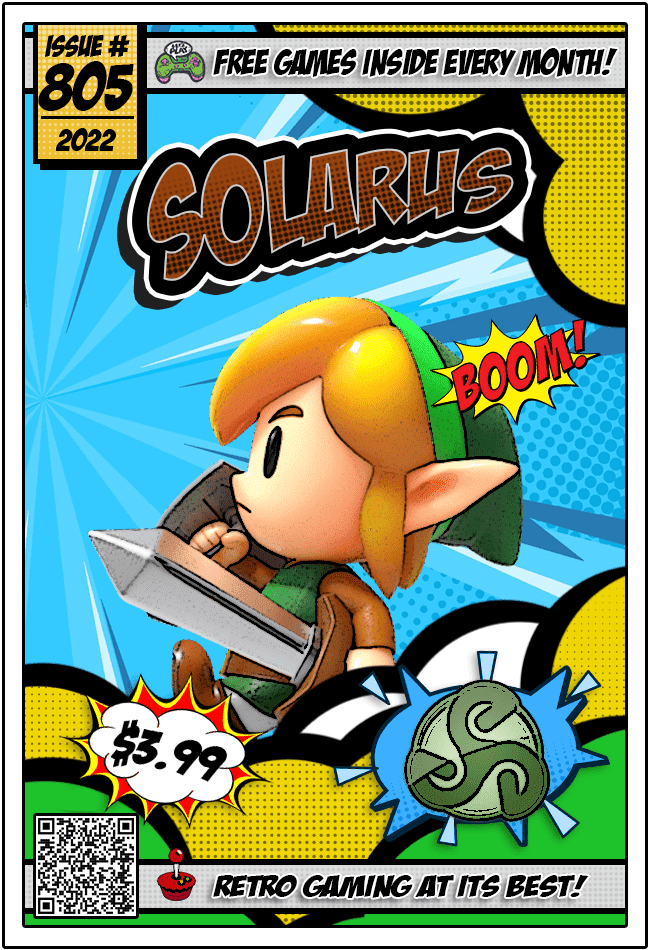 ISSUE #
805
2022
FREE GAMES INSIDE EVERY MONTH!
SOLARUS
BOOM!
$3.99
RETRO GAMING AT ITS BEST!